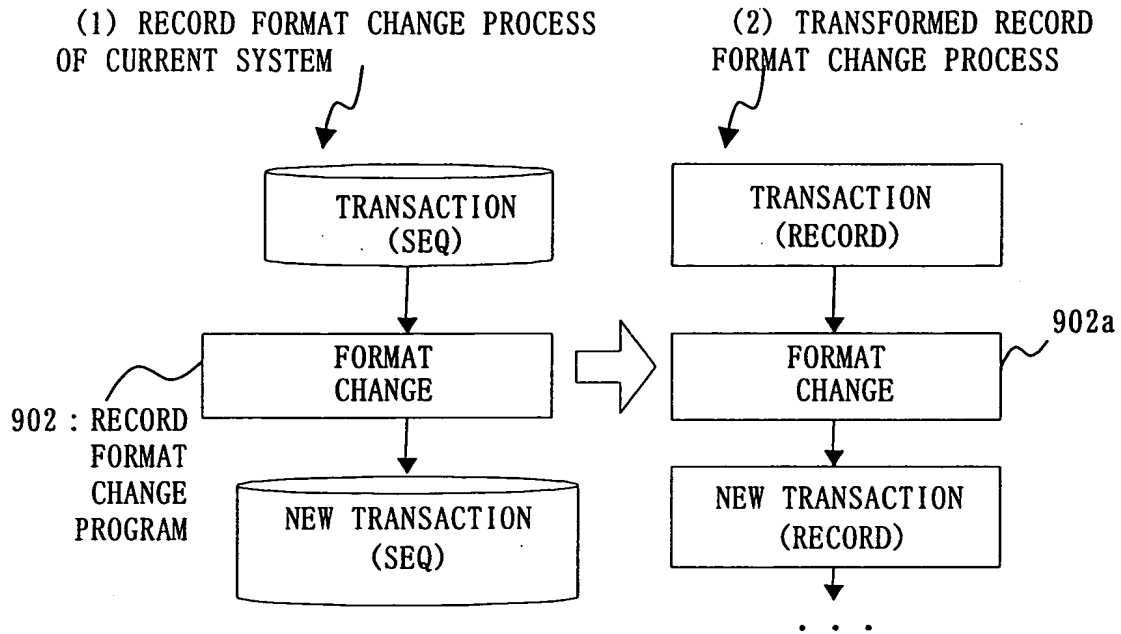 (1) RECORD FORMAT CHANGE PROCESS
OF CURRENT SYSTEM
(2) TRANSFORMED RECORD
FORMAT CHANGE PROCESS
TRANSACTION
(SEQ)
FORMAT
CHANGE
902 : RECORD
FORMAT
CHANGE
PROGRAM
NEW TRANSACTION
(SEQ)
TRANSACTION
(RECORD)
902a
FORMAT
CHANGE
NEW TRANSACTION
(RECORD)
. . .